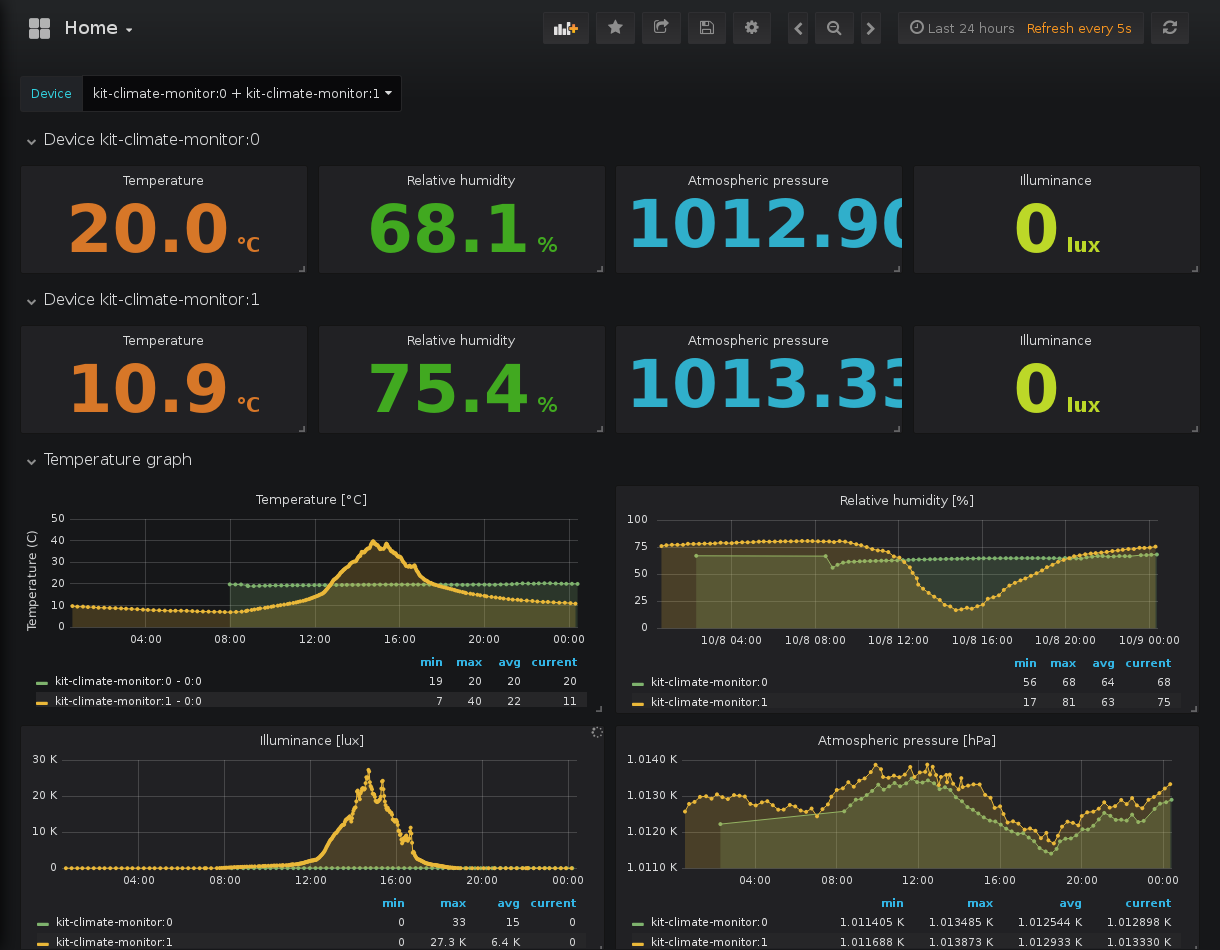 Home
Last 24 hours Refresh every 5s
Device kit-climate-monitor:0 + kit-climate-monitor:1
Device kit-climate-monitor:0
Temperature Relative humidity Atmospheric pressure Illuminance
20.0 °C 68.1 % 1012.90 0 lux
Device kit-climate-monitor:1
Temperature Relative humidity Atmospheric pressure Illuminance
10.9 °C 75.4 % 1013.33 0 lux
Temperature graph
Temperature [°C]
Temperature (C)
50
40
30
20
10
0
04:00 08:00 12:00 16:00 20:00 00:00
min max avg current
kit-climate-monitor:0 - 0:0 19 20 20 20
kit-climate-monitor:1 - 0:0 7 40 22 11
Relative humidity [%]
100
75
50
25
0
10/8 04:00 10/8 08:00 10/8 12:00 10/8 16:00 10/8 20:00 10/9 00:00
min max avg current
kit-climate-monitor:0 56 68 64 68
kit-climate-monitor:1 17 81 63 75
Illuminance [lux]
30 K
20 K
10 K
0
04:00 08:00 12:00 16:00 20:00 00:00
min max avg current
kit-climate-monitor:0 0 33 15 0
kit-climate-monitor:1 0 27.3 K 6.4 K 0
Atmospheric pressure [hPa]
1.0140 K
1.0130 K
1.0120 K
1.0110 K
04:00 08:00 12:00 16:00 20:00 00:00
min max avg current
kit-climate-monitor:0 1.011405 K 1.013485 K 1.012544 K 1.012898 K
kit-climate-monitor:1 1.011688 K 1.013873 K 1.012933 K 1.013330 K